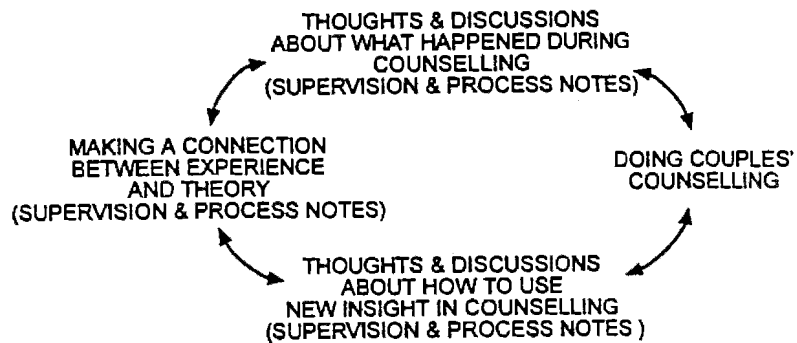 THOUGHTS & DISCUSSIONS
ABOUT WHAT HAPPENED DURING
COUNSELLING
(SUPERVISION & PROCESS NOTES)
MAKING A CONNECTION
BETWEEN EXPERIENCE
AND THEORY
(SUPERVISION & PROCESS NOTES)
DOING COUPLES'
COUNSELLING
THOUGHTS & DISCUSSIONS
ABOUT HOW TO USE
NEW INSIGHT IN COUNSELLING
(SUPERVISION & PROCESS NOTES )